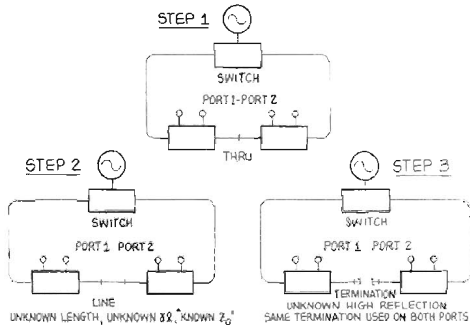 STEP 1
SWITCH
PORT 1-PORT 2
THRU
STEP 2
SWITCH
PORT 1 PORT 2
LINE
UNKNOWN LENGTH, UNKNOWN γℓ, "KNOWN Z₀"
STEP 3
SWITCH
PORT 1 PORT 2
TERMINATION
UNKNOWN HIGH REFLECTION
SAME TERMINATION USED ON BOTH PORTS